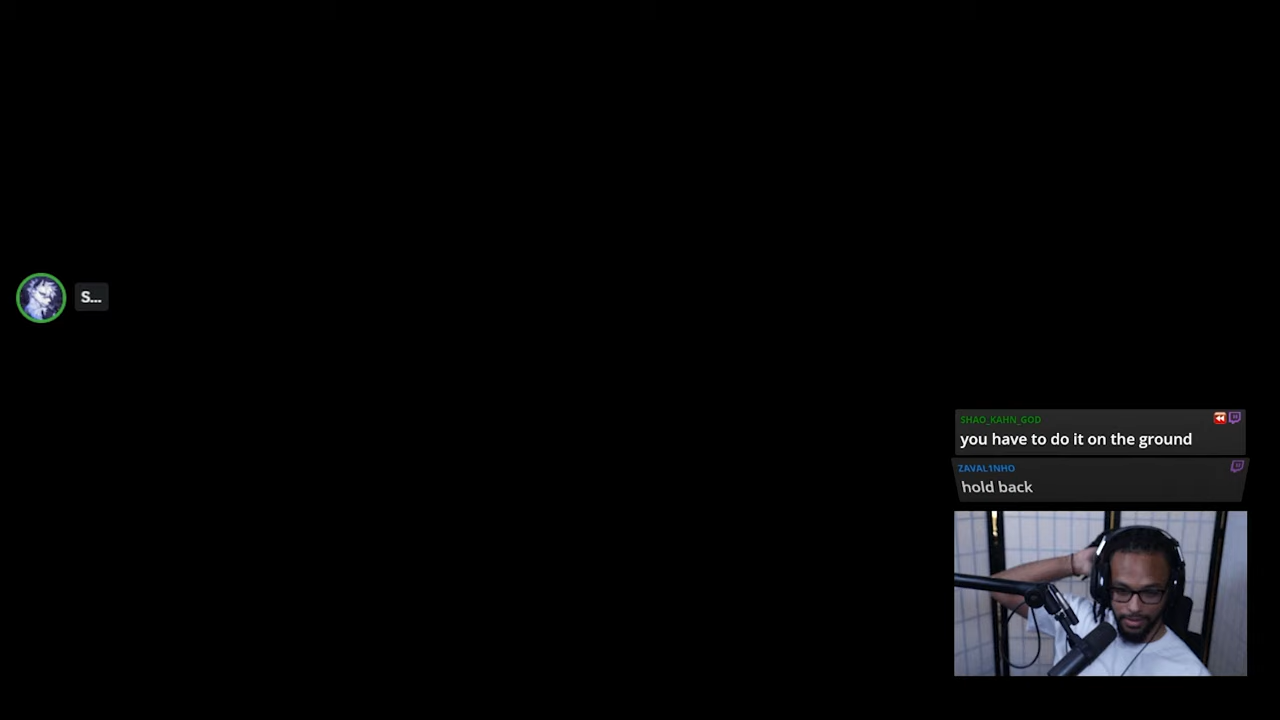 S...
SHAO_KAHN_GOD
you have to do it on the ground
ZAVAL1NHO
hold back